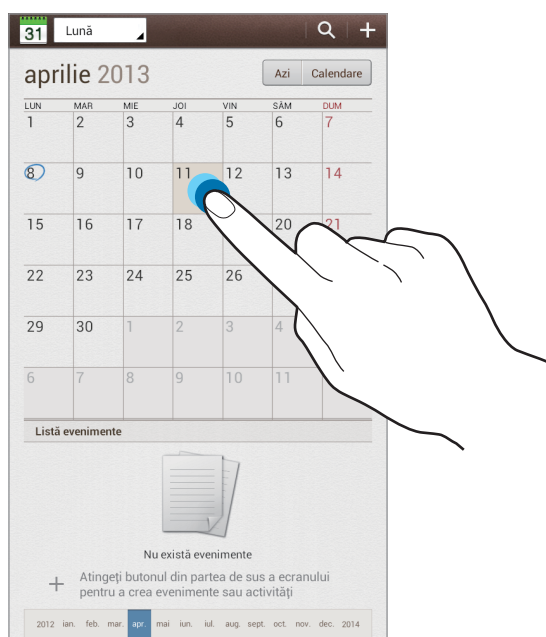 31 Lună
aprilie 2013 Azi Calendare
LUN MAR MIE JOI VIN SÂM DUM
1 2 3 4 5 6 7
8 9 10 11 12 13 14
15 16 17 18 20 21
22 23 24 25 26
29 30 1 2 3 4
6 7 8 9 10 11
Listă evenimente
Nu există evenimente
Atingeţi butonul din partea de sus a ecranului
pentru a crea evenimente sau activităţi
2012 ian. feb. mar. apr. mai iun. iul. aug. sept. oct. nov. dec. 2014